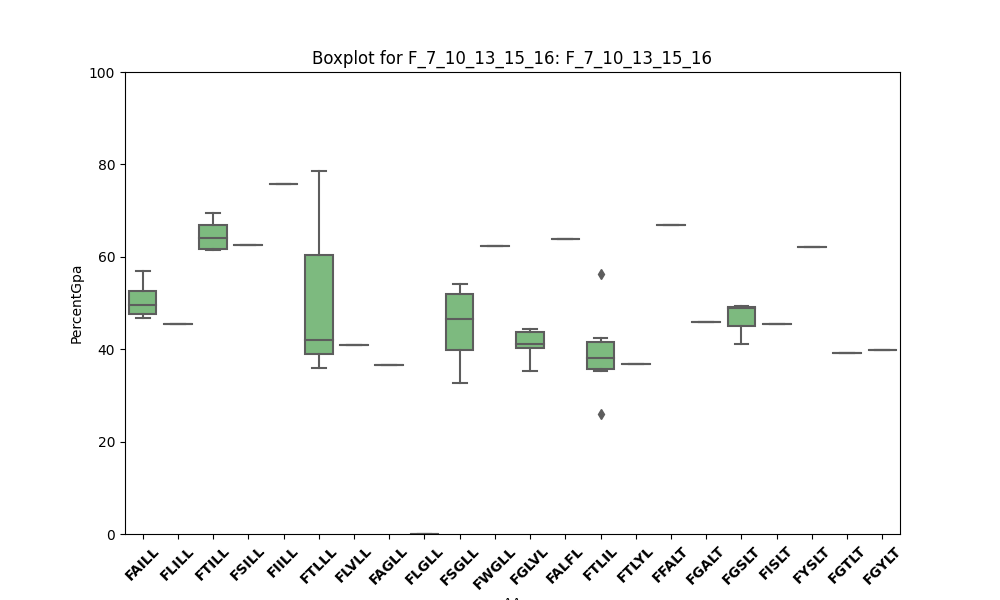 Boxplot for F_7_10_13_15_16: F_7_10_13_15_16
100
80
60
40
20
0
PercentGpa
FAILL
FLILL
FTILL
FSILL
FIILL
FTLLL
FLVLL
FAGLL
FLGLL
FSGLL
FWGLL
FGLVL
FALFL
FTLIL
FTLYL
FFALT
FGALT
FGSLT
FISLT
FYSLT
FGTLT
FGYLT